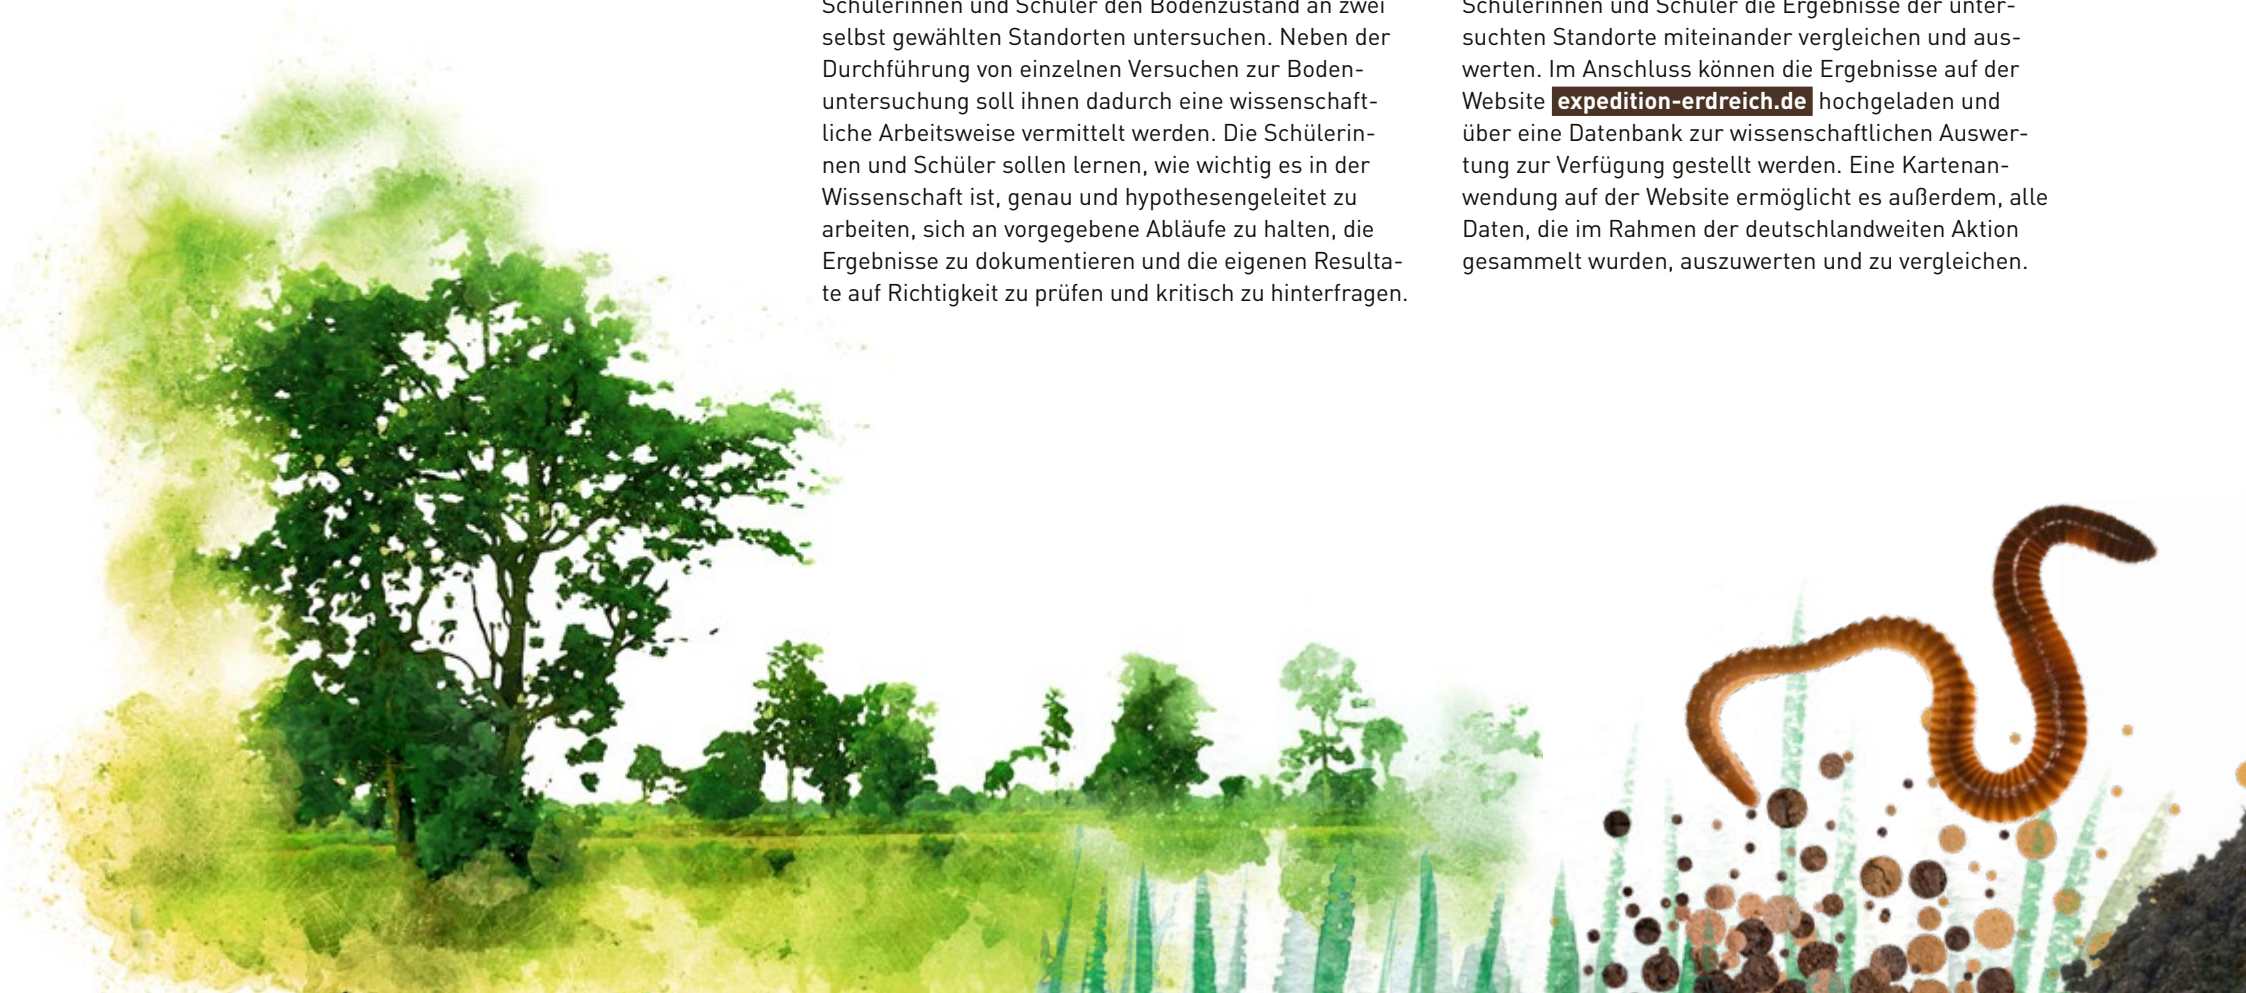 Schülerinnen und Schüler den Bodenzustand an zwei
selbst gewählten Standorten untersuchen. Neben der
Durchführung von einzelnen Versuchen zur Boden-
untersuchung soll ihnen dadurch eine wissenschaft-
liche Arbeitsweise vermittelt werden. Die Schülerin-
nen und Schüler sollen lernen, wie wichtig es in der
Wissenschaft ist, genau und hypothesengeleitet zu
arbeiten, sich an vorgegebene Abläufe zu halten, die
Ergebnisse zu dokumentieren und die eigenen Resulta-
te auf Richtigkeit zu prüfen und kritisch zu hinterfragen.
Schülerinnen und Schüler die Ergebnisse der unter-
suchten Standorte miteinander vergleichen und aus-
werten. Im Anschluss können die Ergebnisse auf der
Website expedition-erdreich.de hochgeladen und
über eine Datenbank zur wissenschaftlichen Auswer-
tung zur Verfügung gestellt werden. Eine Kartenan-
wendung auf der Website ermöglicht es außerdem, alle
Daten, die im Rahmen der deutschlandweiten Aktion
gesammelt wurden, auszuwerten und zu vergleichen.